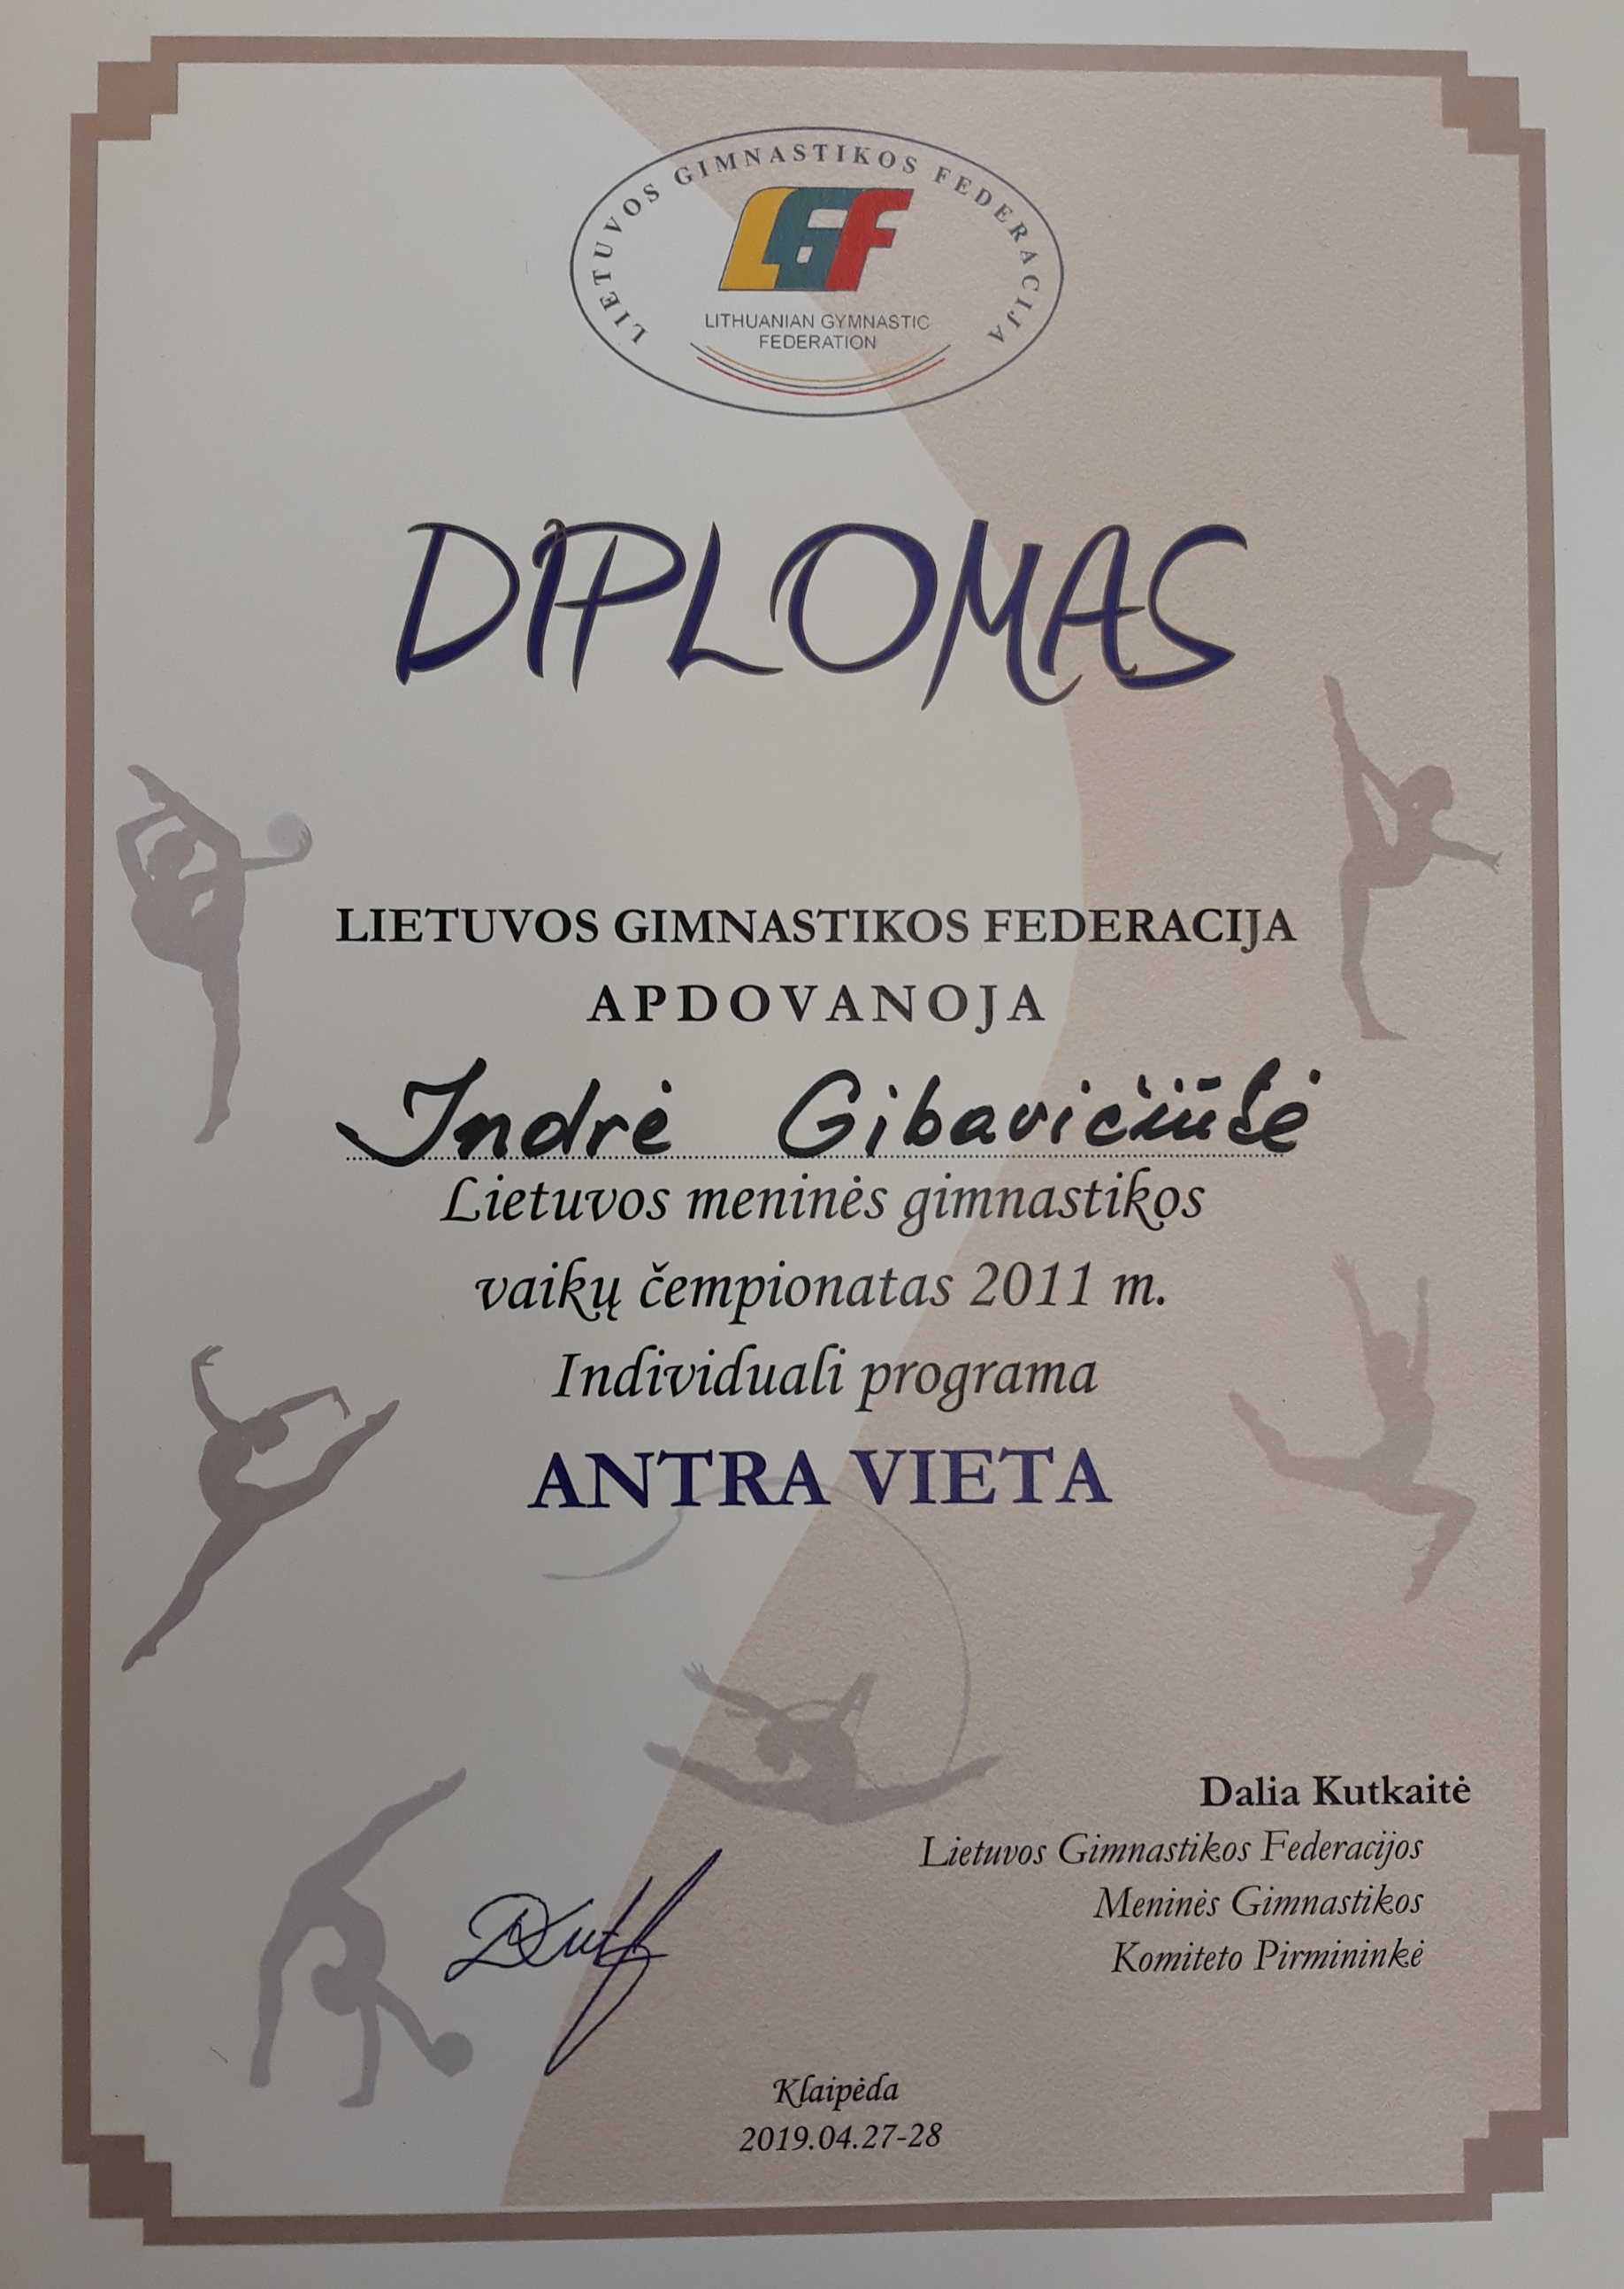 LIETUVOS GIMNASTIKOS FEDERACIJA
LGF
LITHUANIAN GYMNASTIC
FEDERATION
DIPLOMAS
LIETUVOS GIMNASTIKOS FEDERACIJA
APDOVANOJA
Indrė Gibavičiūtė
Lietuvos meninės gimnastikos
vaikų čempionatas 2011 m.
Individuali programa
ANTRA VIETA
Dalia Kutkaitė
Lietuvos Gimnastikos Federacijos
Meninės Gimnastikos
Komiteto Pirmininkė
Klaipėda
2019.04.27-28